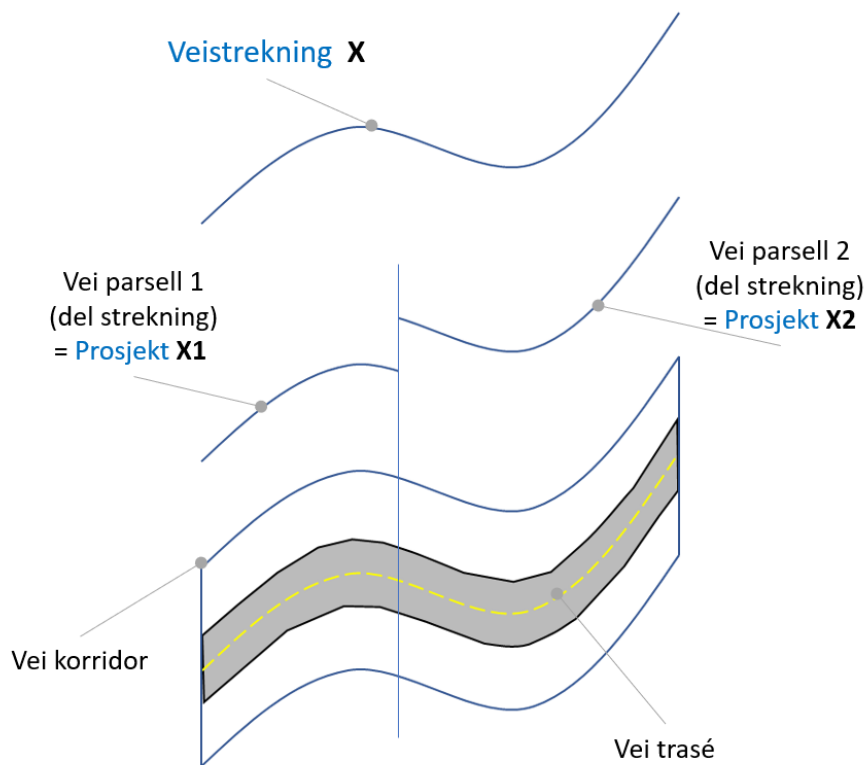 Veistrekning X
Vei parsell 1
(del strekning)
= Prosjekt X1
Vei parsell 2
(del strekning)
= Prosjekt X2
Vei korridor
Vei trasé